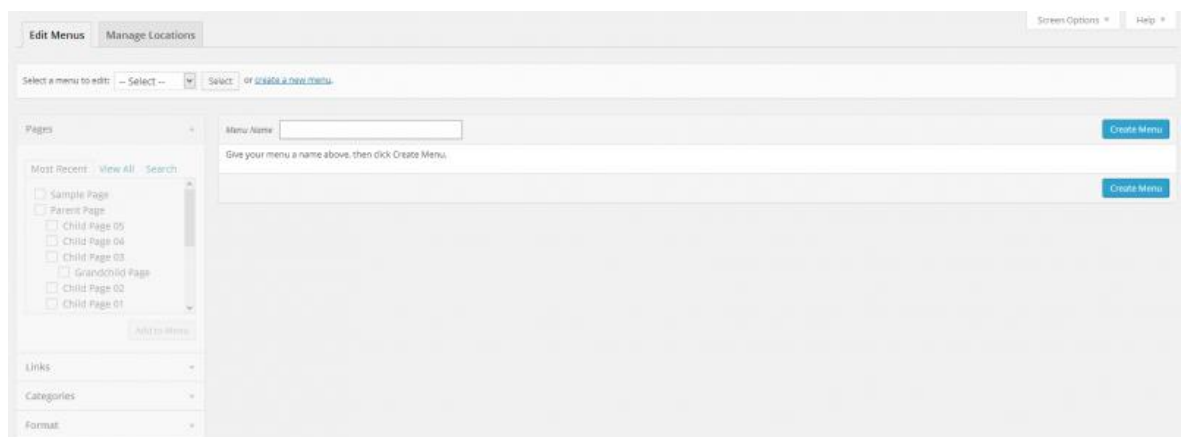 Screen Options Help
Edit Menus Manage Locations
Select a menu to edit: -- Select -- Select or create a new menu.
Pages
Menu Name Create Menu
Give your menu a name above, then click Create Menu.
Most Recent View All Search
Create Menu
Sample Page
Parent Page
Child Page 05
Child Page 04
Child Page 03
Grandchild Page
Child Page 02
Child Page 01
Add to Menu
Links
Categories
Format